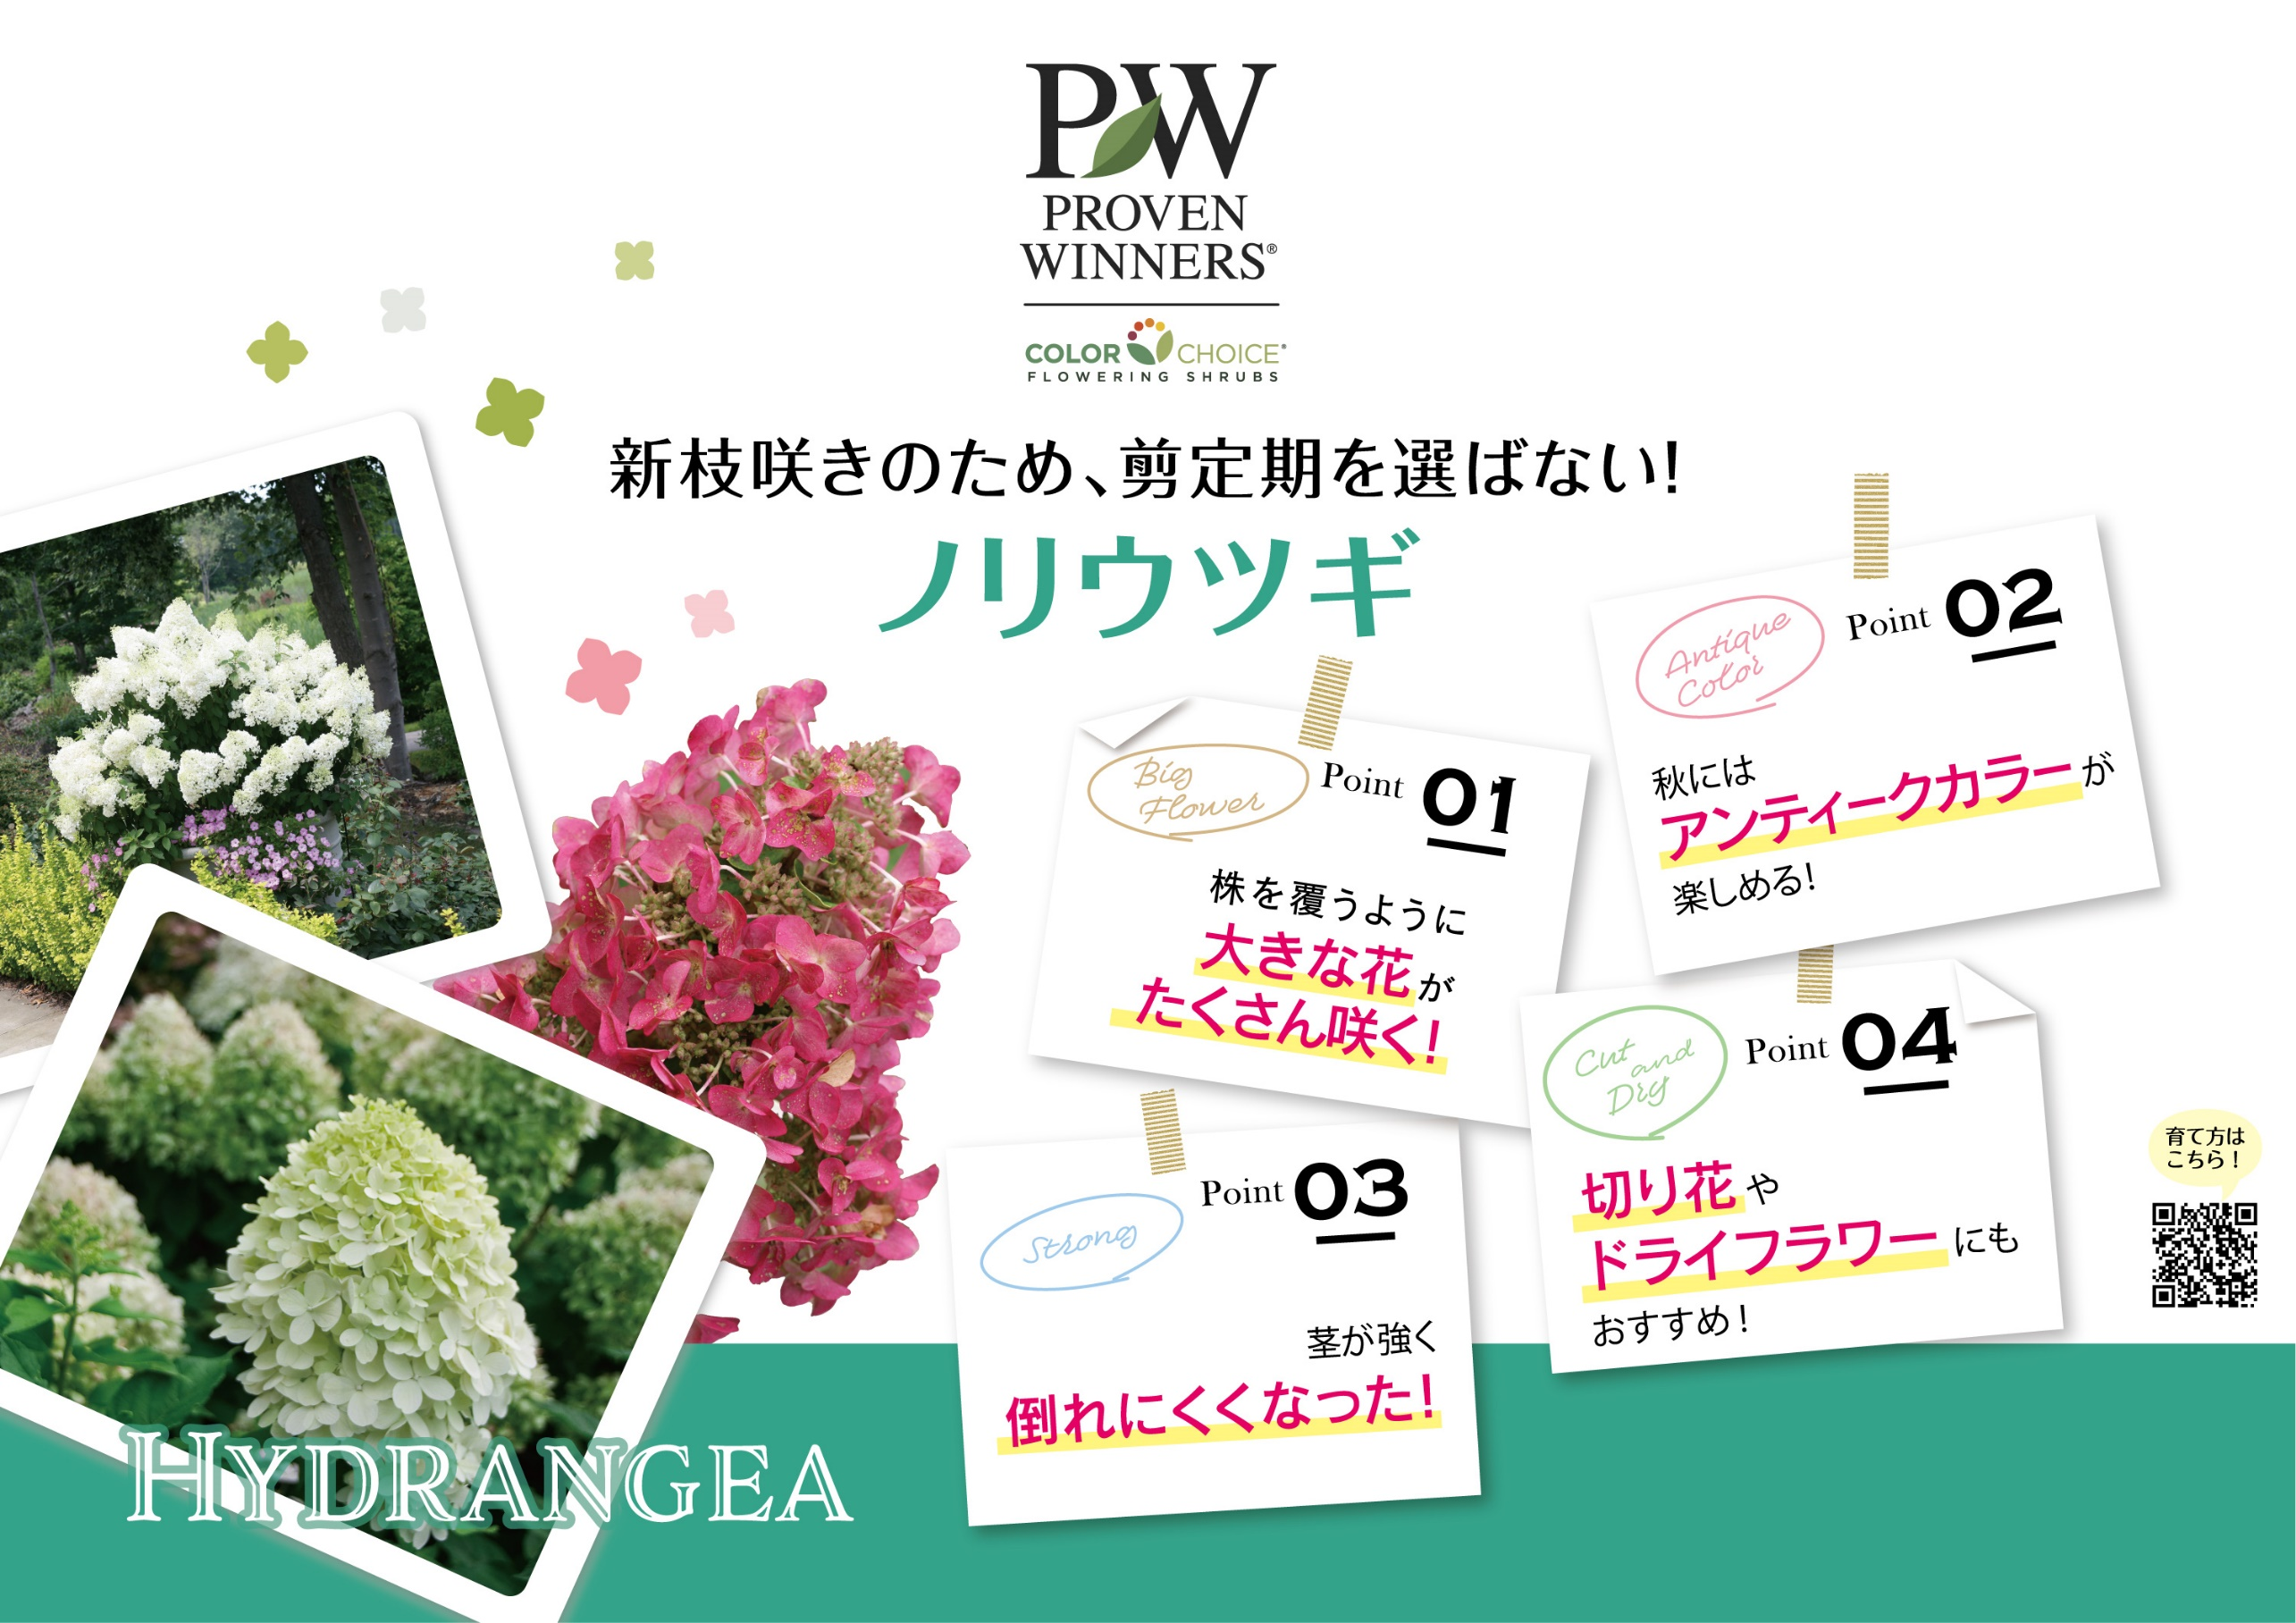 PW
PROVEN
WINNERS®
COLOR CHOICE®
FLOWERING SHRUBS
新枝咲きのため、剪定期を選ばない!
ノリウツギ
Big
Flower
Point 01
株を覆うように
大きな花が
たくさん咲く!
Antique
Color
Point 02
秋には
アンティークカラーが
楽しめる!
Strong
Point 03
茎が強く
倒れにくくなった!
Cut and
Dry
Point 04
切り花や
ドライフラワーにも
おすすめ!
育て方は
こちら!
HYDRANGEA